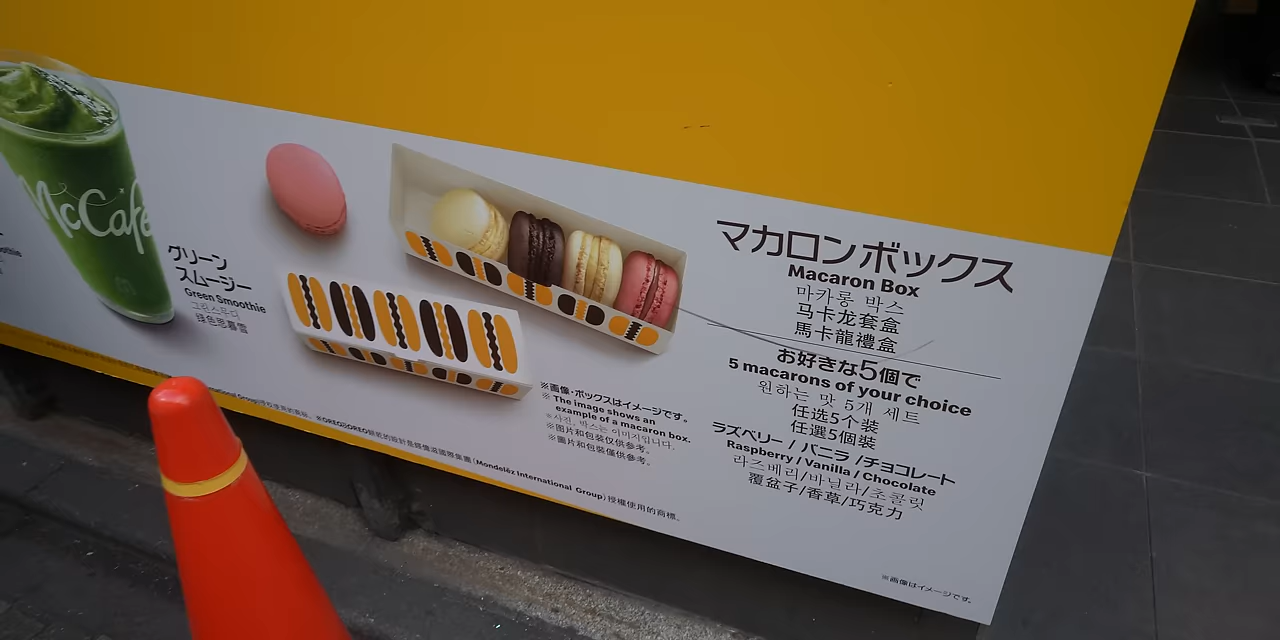 McCafé
グリーン
スムージー
Green Smoothie
그린스무디
绿色思慕雪
マカロンボックス
Macaron Box
마카롱 박스
马卡龙套盒
馬卡龍禮盒
お好きな5個で
5 macarons of your choice
원하는 맛 5개 세트
任选5个装
任選5個裝
ラズベリー / バニラ / チョコレート
Raspberry / Vanilla / Chocolate
라즈베리/바닐라/초콜릿
覆盆子/香草/巧克力
※画像・ボックスはイメージです。
※ The image shows an
example of a macaron box.
※사진, 박스는 이미지입니다.
※图片和包装仅供参考。
※圖片和包裝僅供參考。
(Mondelēz International Group) 授權使用的商標。
※画像はイメージです。